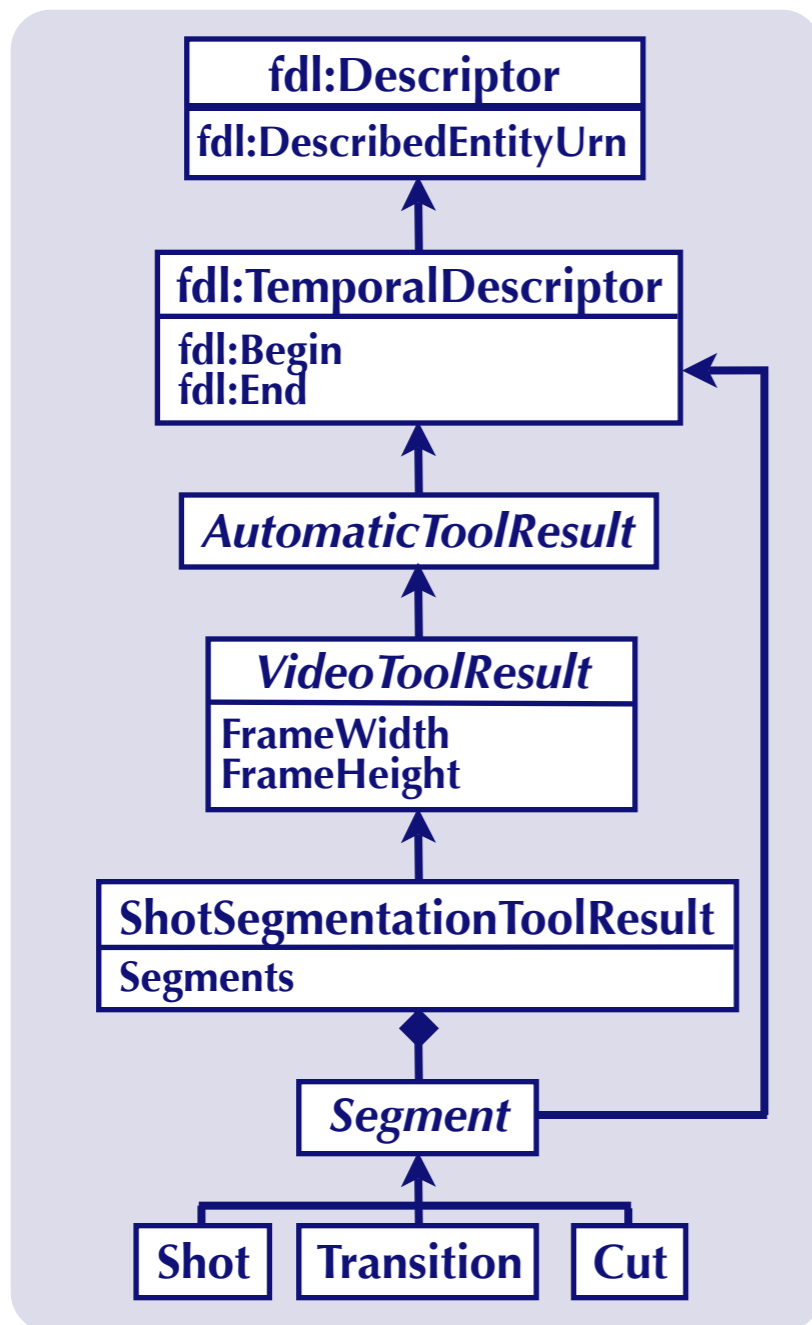 fdl:Descriptor
fdl:DescribedEntityUrn
fdl:TemporalDescriptor
fdl:Begin
fdl:End
AutomaticToolResult
VideoToolResult
FrameWidth
FrameHeight
ShotSegmentationToolResult
Segments
Segment
Shot
Transition
Cut